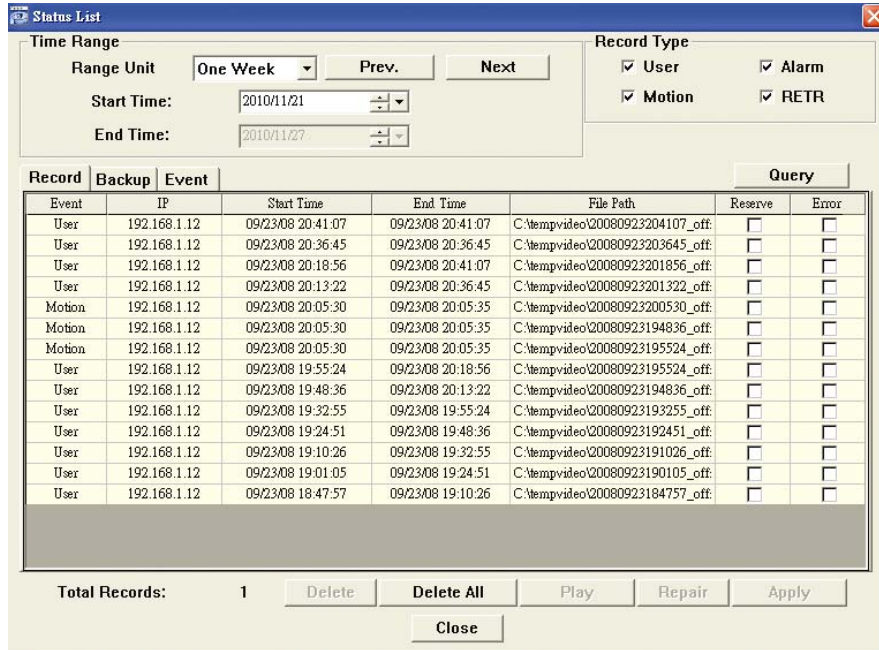 Status List
Time Range
Record Type
Range Unit One Week Prev. Next
User Alarm
Start Time: 2010/11/21
Motion RETR
End Time: 2010/11/27
Record Backup Event Query
Event IP Start Time End Time File Path Reserve Error
User 192.168.1.12 09/23/08 20:41:07 09/23/08 20:41:07 C:\tempvideo\20080923204107_off:
User 192.168.1.12 09/23/08 20:36:45 09/23/08 20:36:45 C:\tempvideo\20080923203645_off:
User 192.168.1.12 09/23/08 20:18:56 09/23/08 20:41:07 C:\tempvideo\20080923201856_off:
User 192.168.1.12 09/23/08 20:13:22 09/23/08 20:36:45 C:\tempvideo\20080923201322_off:
Motion 192.168.1.12 09/23/08 20:05:30 09/23/08 20:05:35 C:\tempvideo\20080923200530_off:
Motion 192.168.1.12 09/23/08 20:05:30 09/23/08 20:05:35 C:\tempvideo\20080923194836_off:
Motion 192.168.1.12 09/23/08 20:05:30 09/23/08 20:05:35 C:\tempvideo\20080923195524_off:
User 192.168.1.12 09/23/08 19:55:24 09/23/08 20:18:56 C:\tempvideo\20080923195524_off:
User 192.168.1.12 09/23/08 19:48:36 09/23/08 20:13:22 C:\tempvideo\20080923194836_off:
User 192.168.1.12 09/23/08 19:32:55 09/23/08 19:55:24 C:\tempvideo\20080923193255_off:
User 192.168.1.12 09/23/08 19:24:51 09/23/08 19:48:36 C:\tempvideo\20080923192451_off:
User 192.168.1.12 09/23/08 19:10:26 09/23/08 19:32:55 C:\tempvideo\20080923191026_off:
User 192.168.1.12 09/23/08 19:01:05 09/23/08 19:24:51 C:\tempvideo\20080923190105_off:
User 192.168.1.12 09/23/08 18:47:57 09/23/08 19:10:26 C:\tempvideo\20080923184757_off:
Total Records: 1 Delete Delete All Play Repair Apply
Close